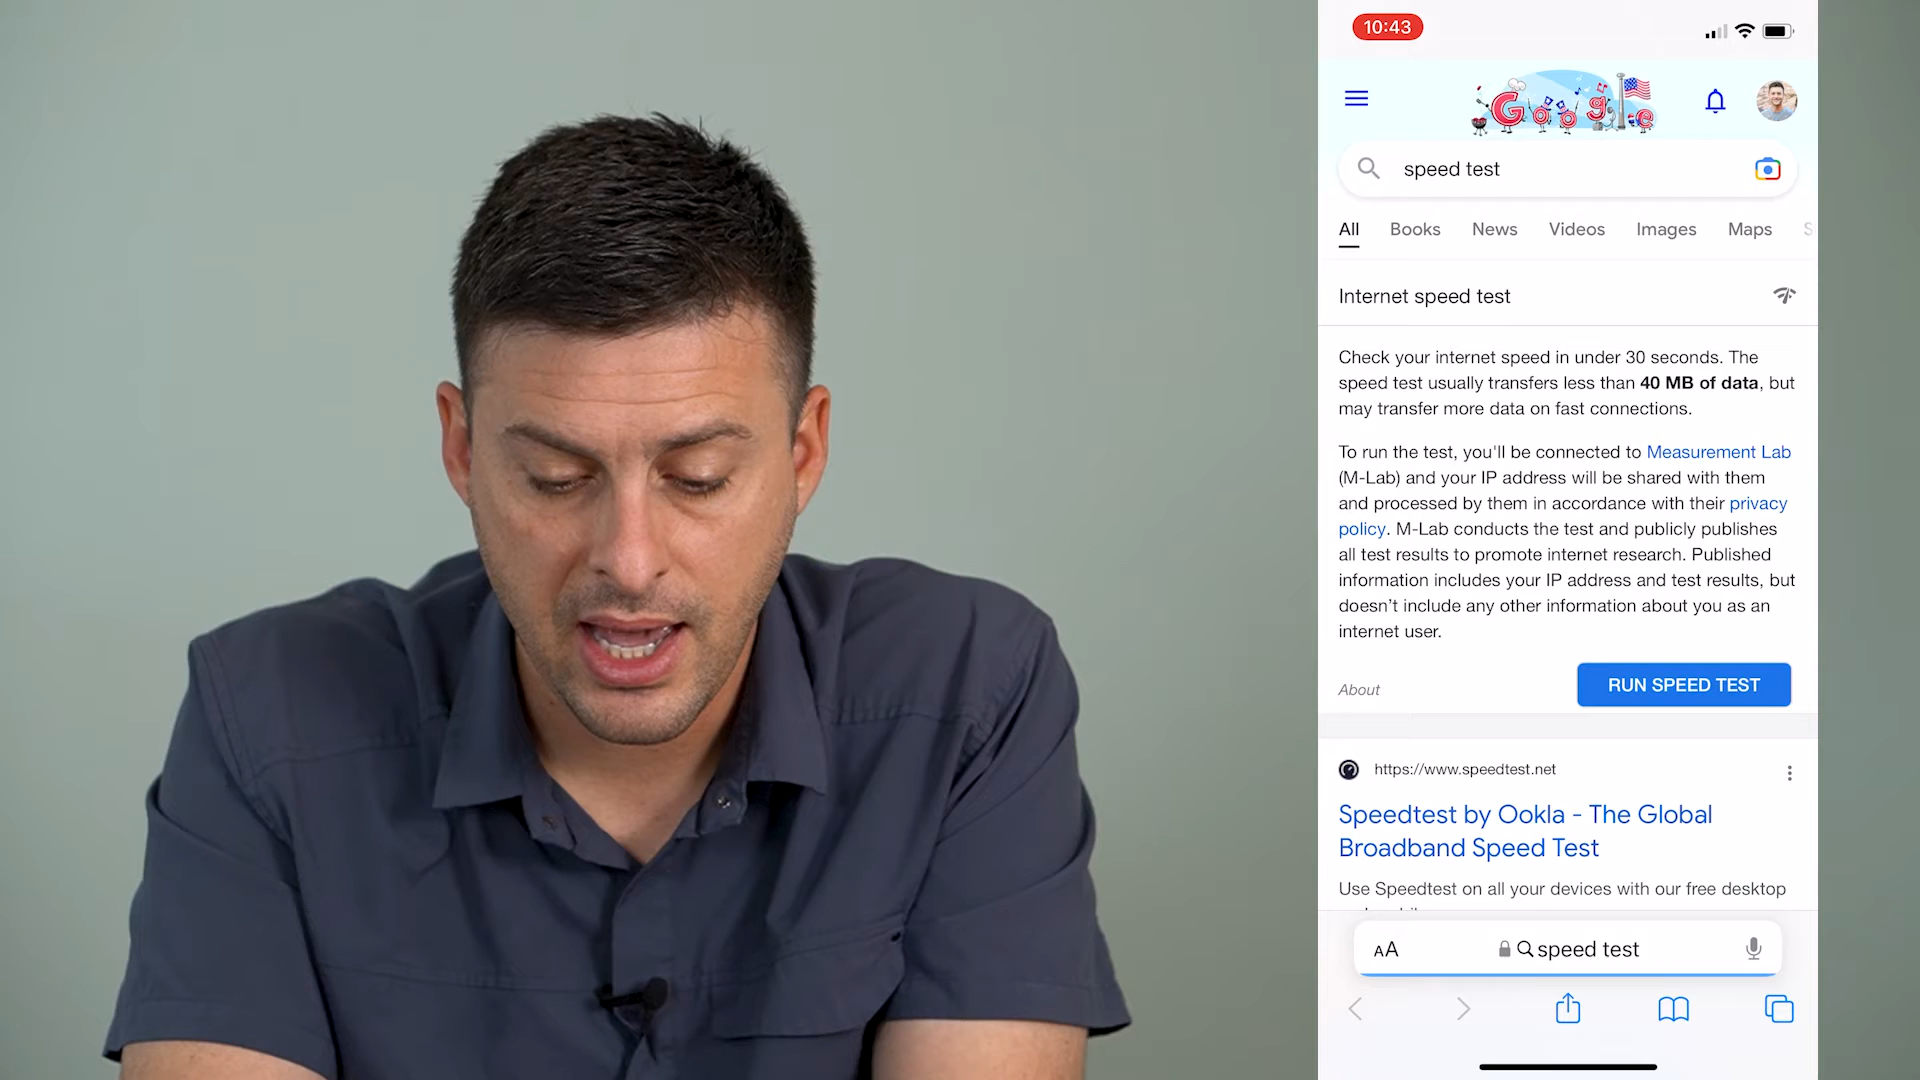 10:43
Google
speed test
All Books News Videos Images Maps
Internet speed test
Check your internet speed in under 30 seconds. The
speed test usually transfers less than 40 MB of data, but
may transfer more data on fast connections.
To run the test, you'll be connected to Measurement Lab
(M-Lab) and your IP address will be shared with them
and processed by them in accordance with their privacy
policy. M-Lab conducts the test and publicly publishes
all test results to promote internet research. Published
information includes your IP address and test results, but
doesn’t include any other information about you as an
internet user.
About
RUN SPEED TEST
https://www.speedtest.net
Speedtest by Ookla - The Global
Broadband Speed Test
Use Speedtest on all your devices with our free desktop
AA speed test